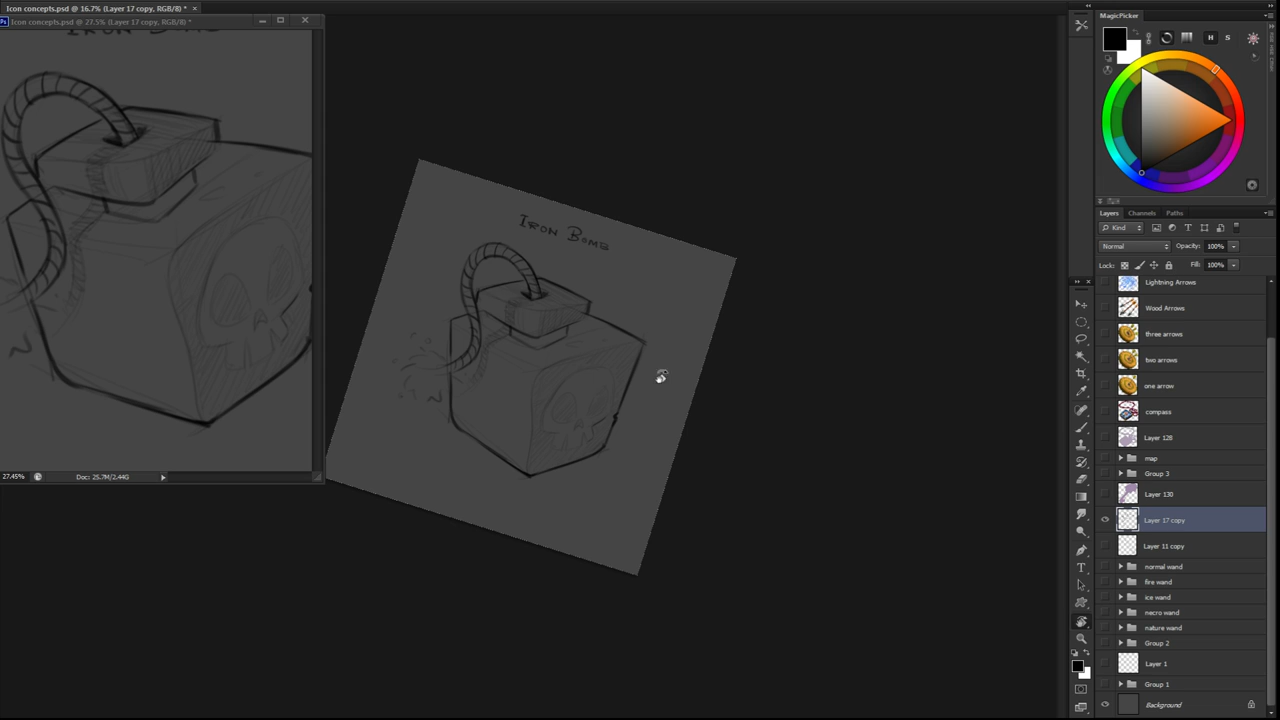 Icon concepts.psd @ 16.7% (Layer 17 copy, RGB/8) * ×
Ps Icon concepts.psd @ 27.5% (Layer 17 copy, RGB/8) *
IRON BOMB
IRON BOMB
27.45%
Doc: 25.7M/2.44G
MagicPicker
H S
Layers Channels Paths
Kind
Normal Opacity: 100%
Lock: Fill: 100%
Lightning Arrows
Wood Arrows
three arrows
two arrows
one arrow
compass
Layer 128
map
Group 3
Layer 130
Layer 17 copy
Layer 11 copy
normal wand
fire wand
ice wand
necro wand
nature wand
Group 2
Layer 1
Group 1
Background